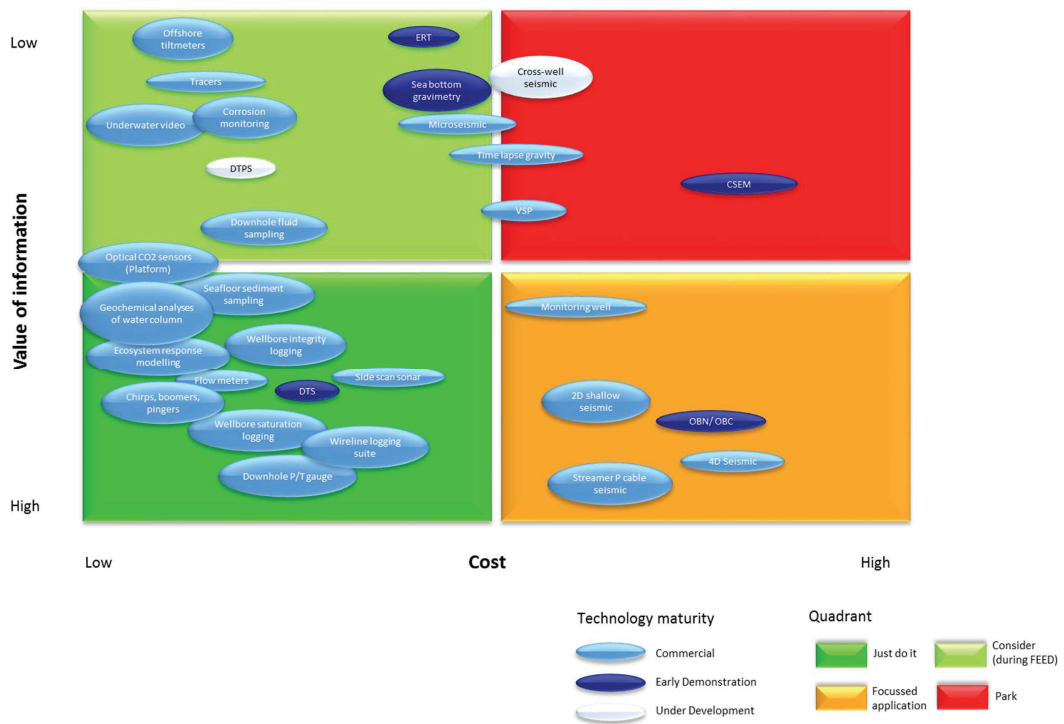 Low
Offshore
tiltmeters
ERT
Cross-well
seismic
Tracers
Sea bottom
gravimetry
Underwater video
Corrosion
monitoring
Microseismic
Time lapse gravity
DTPS
CSEM
VSP
Downhole fluid
sampling
Value of information
Optical CO2 sensors
(Platform)
Seafloor sediment
sampling
Geochemical analyses
of water column
Monitoring well
Wellbore integrity
logging
Ecosystem response
modelling
Flow meters
Side scan sonar
DTS
Chirps, boomers,
pingers
2D shallow
seismic
OBN/ OBC
Wellbore saturation
logging
Wireline logging
suite
4D Seismic
Downhole P/T gauge
Streamer P cable
seismic
High
Low
Cost
High
Technology maturity
Commercial
Early Demonstration
Under Development
Quadrant
Just do it
Consider
(during FEED)
Focussed
application
Park